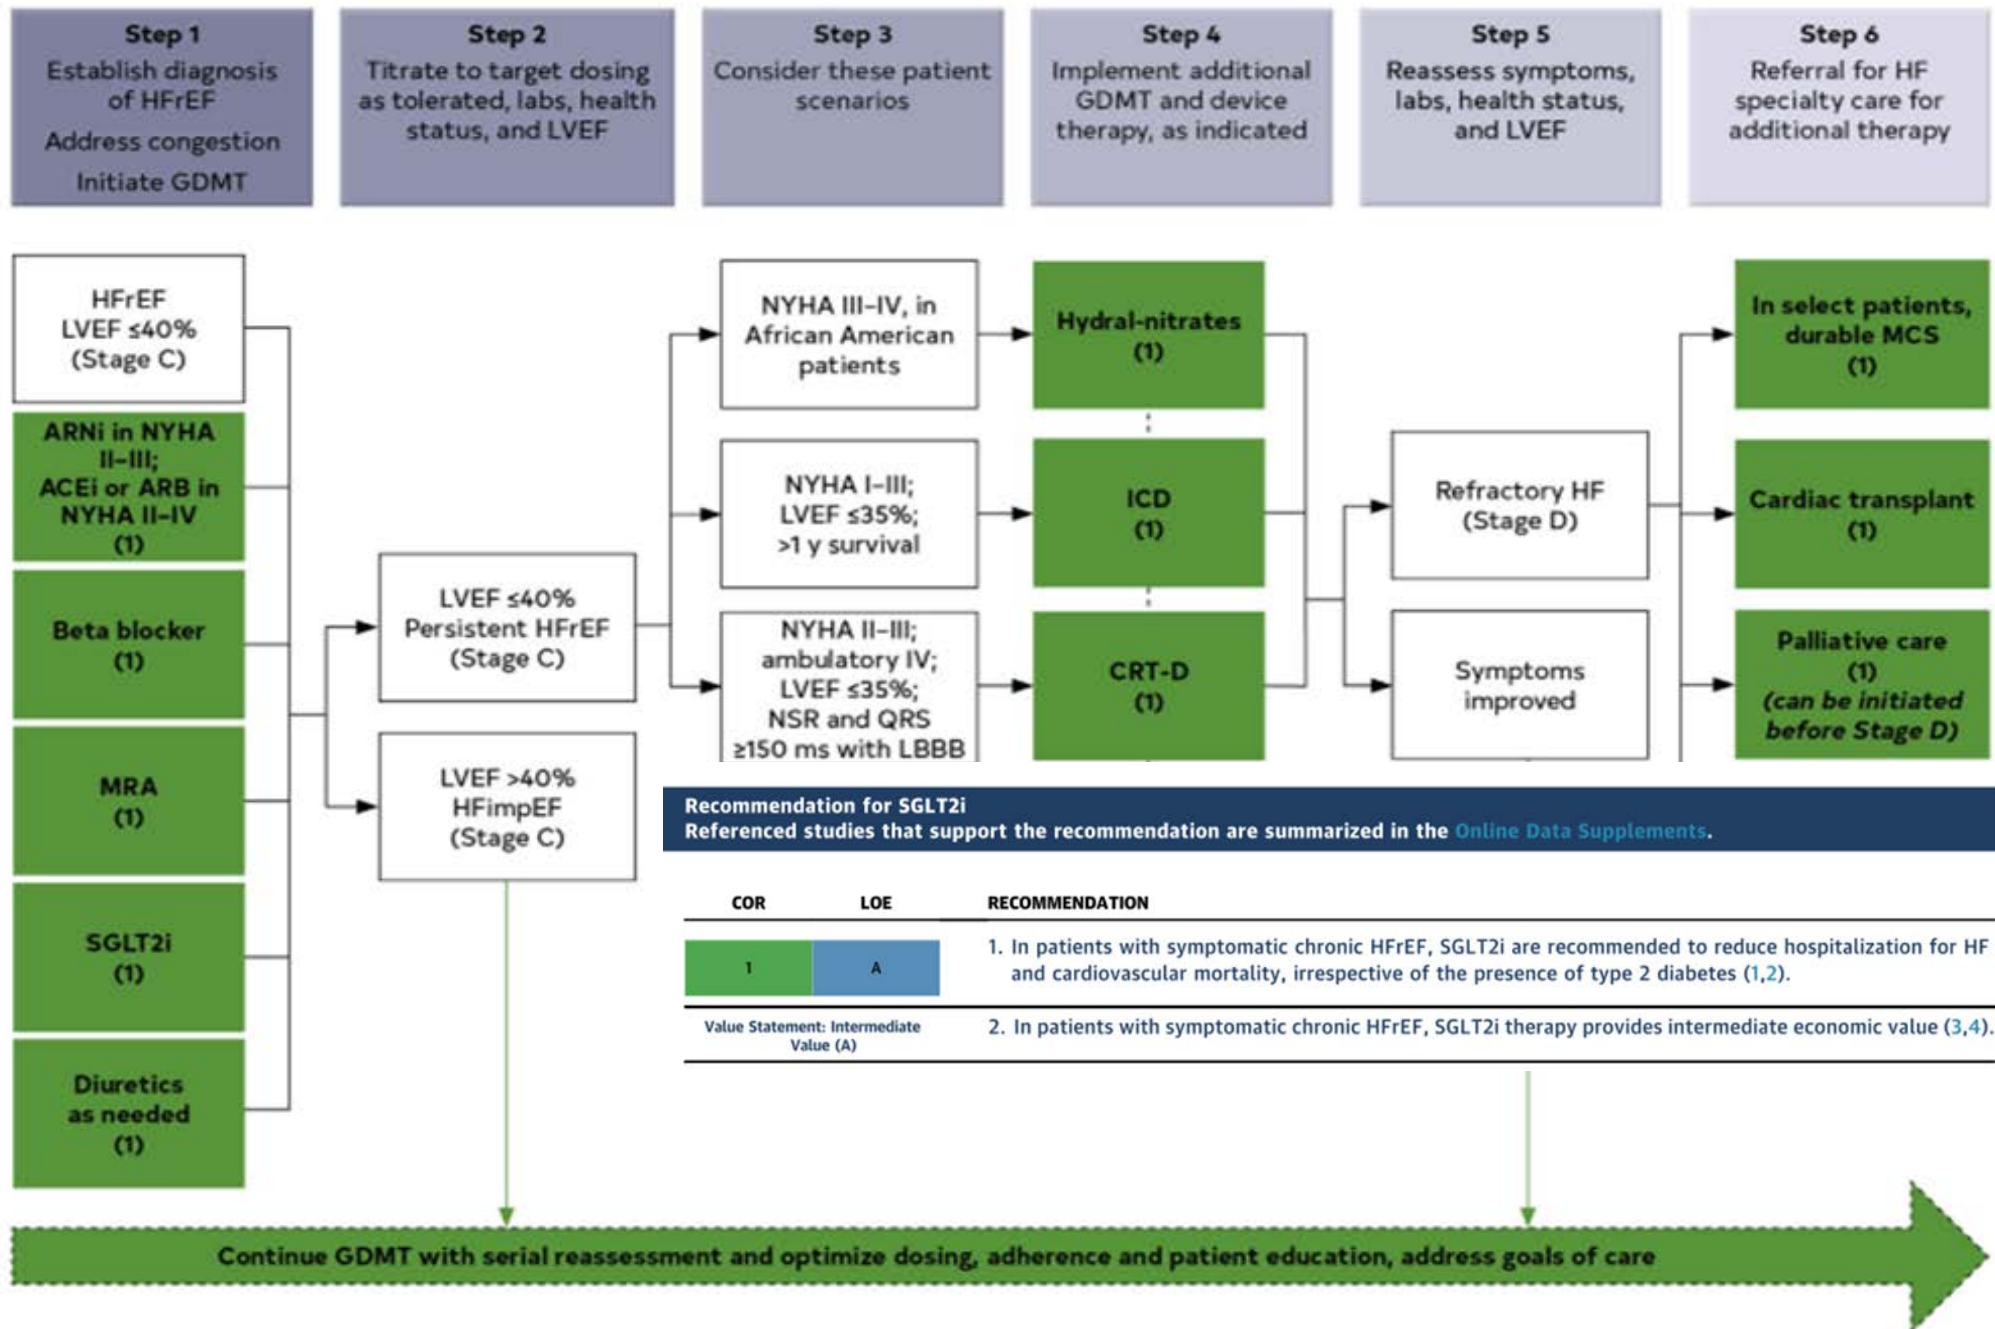 Step 1
Establish diagnosis
of HFrEF
Address congestion
Initiate GDMT
Step 2
Titrate to target dosing
as tolerated, labs, health
status, and LVEF
Step 3
Consider these patient
scenarios
Step 4
Implement additional
GDMT and device
therapy, as indicated
Step 5
Reassess symptoms,
labs, health status,
and LVEF
Step 6
Referral for HF
specialty care for
additional therapy
HFrEF
LVEF ≤40%
(Stage C)
ARNi in NYHA
II–III;
ACEi or ARB in
NYHA II–IV
(1)
Beta blocker
(1)
MRA
(1)
SGLT2i
(1)
Diuretics
as needed
(1)
LVEF ≤40%
Persistent HFrEF
(Stage C)
LVEF >40%
HFimpEF
(Stage C)
NYHA III–IV, in
African American
patients
NYHA I–III;
LVEF ≤35%;
>1 y survival
NYHA II–III;
ambulatory IV;
LVEF ≤35%;
NSR and QRS
≥150 ms with LBBB
Hydral-nitrates
(1)
ICD
(1)
CRT-D
(1)
Refractory HF
(Stage D)
Symptoms
improved
In select patients,
durable MCS
(1)
Cardiac transplant
(1)
Palliative care
(1)
(can be initiated
before Stage D)
Recommendation for SGLT2i
Referenced studies that support the recommendation are summarized in the Online Data Supplements.
COR LOE RECOMMENDATION
1 A
1. In patients with symptomatic chronic HFrEF, SGLT2i are recommended to reduce hospitalization for HF
and cardiovascular mortality, irrespective of the presence of type 2 diabetes (1,2).
Value Statement: Intermediate
Value (A)
2. In patients with symptomatic chronic HFrEF, SGLT2i therapy provides intermediate economic value (3,4).
Continue GDMT with serial reassessment and optimize dosing, adherence and patient education, address goals of care